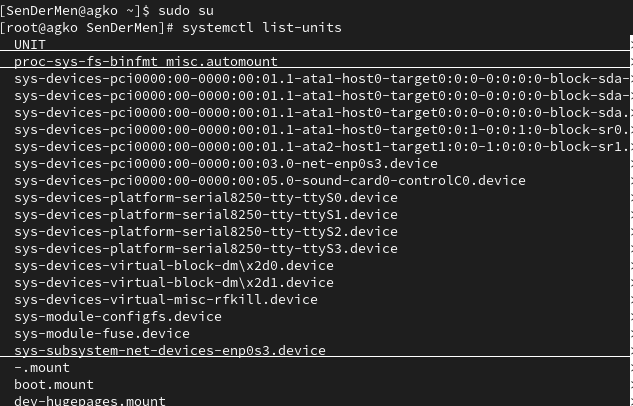 [SenDerMen@agko ~]$ sudo su
[root@agko SenDerMen]# systemctl list-units
UNIT >
proc-sys-fs-binfmt_misc.automount >
sys-devices-pci0000:00-0000:00:01.1-ata1-host0-target0:0:0-0:0:0:0-block-sda->
sys-devices-pci0000:00-0000:00:01.1-ata1-host0-target0:0:0-0:0:0:0-block-sda->
sys-devices-pci0000:00-0000:00:01.1-ata1-host0-target0:0:0-0:0:0:0-block-sda.>
sys-devices-pci0000:00-0000:00:01.1-ata1-host0-target0:0:1-0:0:1:0-block-sr0.>
sys-devices-pci0000:00-0000:00:01.1-ata2-host1-target1:0:0-1:0:0:0-block-sr1.>
sys-devices-pci0000:00-0000:00:03.0-net-enp0s3.device >
sys-devices-pci0000:00-0000:00:05.0-sound-card0-controlC0.device >
sys-devices-platform-serial8250-tty-ttyS0.device >
sys-devices-platform-serial8250-tty-ttyS1.device >
sys-devices-platform-serial8250-tty-ttyS2.device >
sys-devices-platform-serial8250-tty-ttyS3.device >
sys-devices-virtual-block-dm\x2d0.device >
sys-devices-virtual-block-dm\x2d1.device >
sys-devices-virtual-misc-rfkill.device >
sys-module-configfs.device >
sys-module-fuse.device >
sys-subsystem-net-devices-enp0s3.device >
-.mount >
boot.mount >
dev-hugepages.mount >